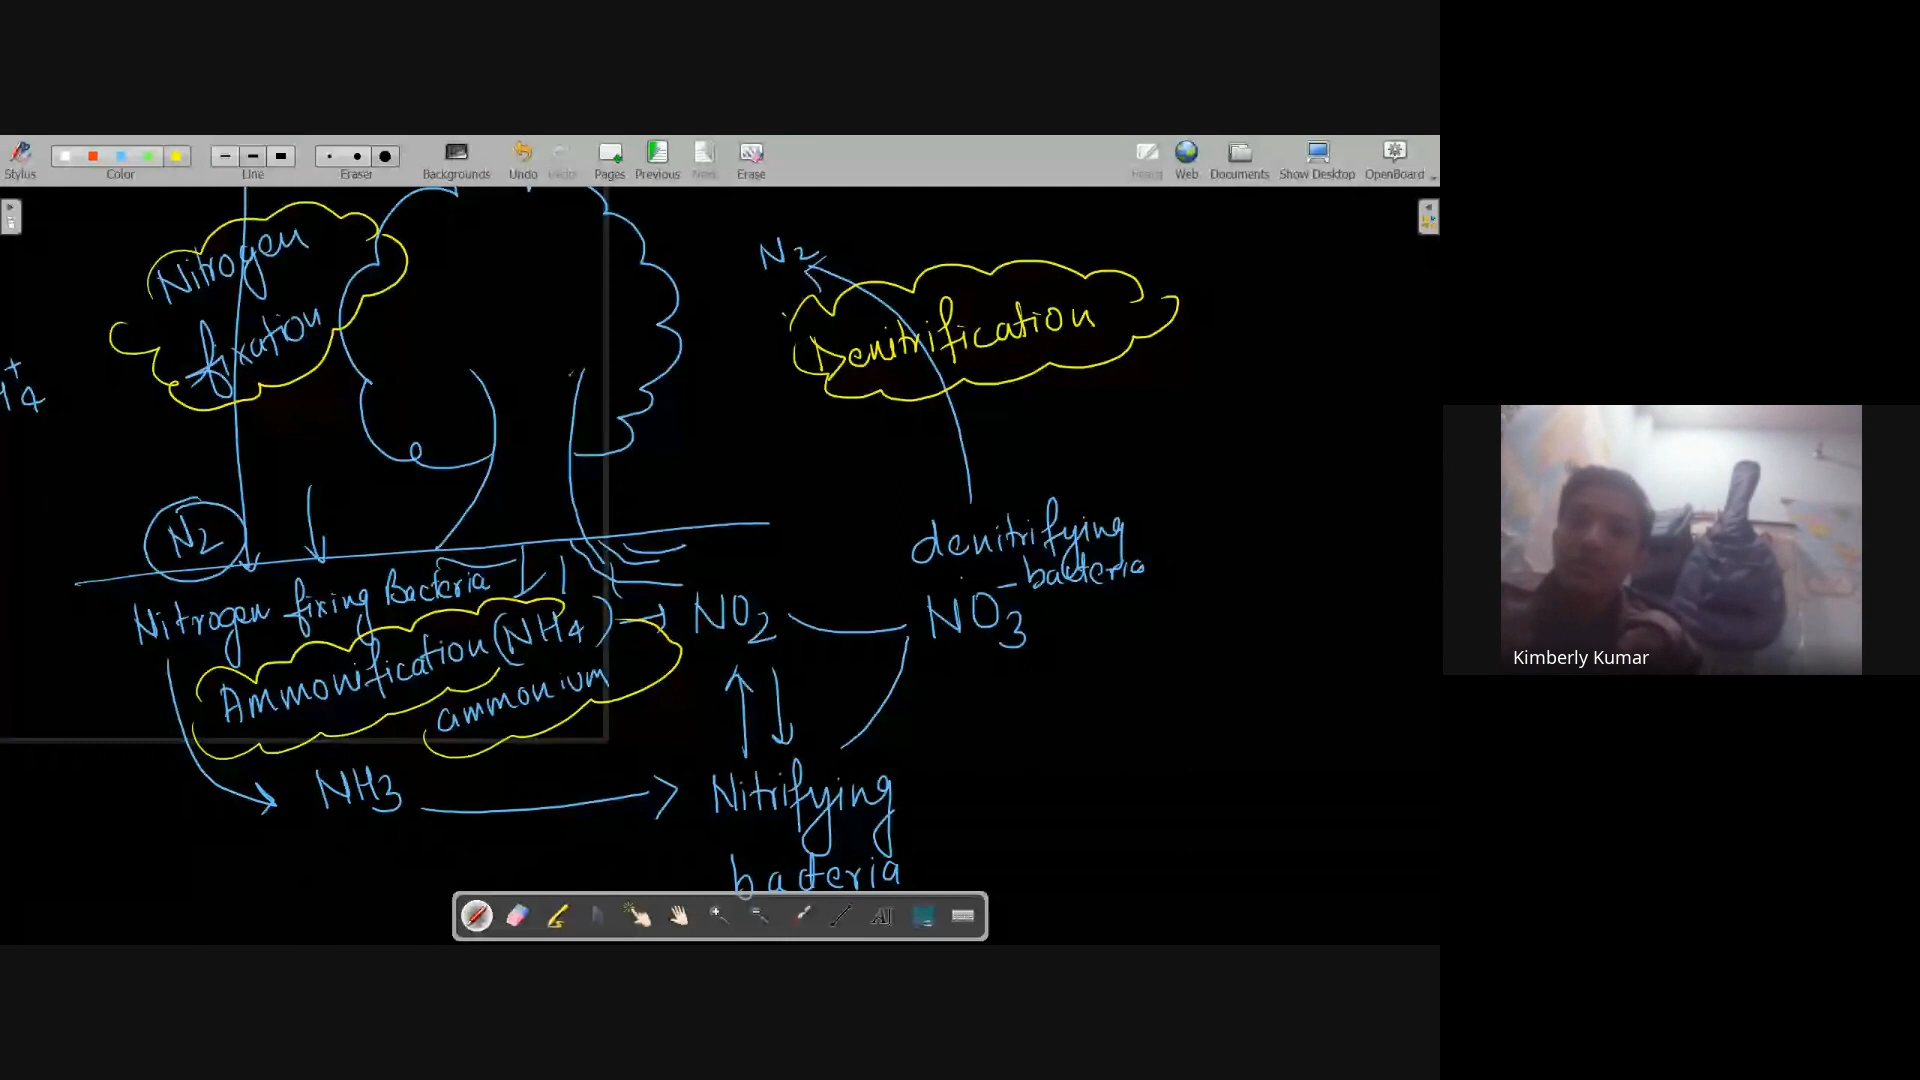 Stylus
Color
Line
Eraser
Backgrounds
Undo
Pages
Previous
Erase
Web
Documents
Show Desktop
OpenBoard
Nitrogen
fixation
N2
Denitrification
4
+
N2
denitrifying
bacteria
Nitrogen fixing Bacteria
Ammonification (NH4)
ammonium
NO2
NO3-
NH3
Nitrifying
bacteria
Kimberly Kumar